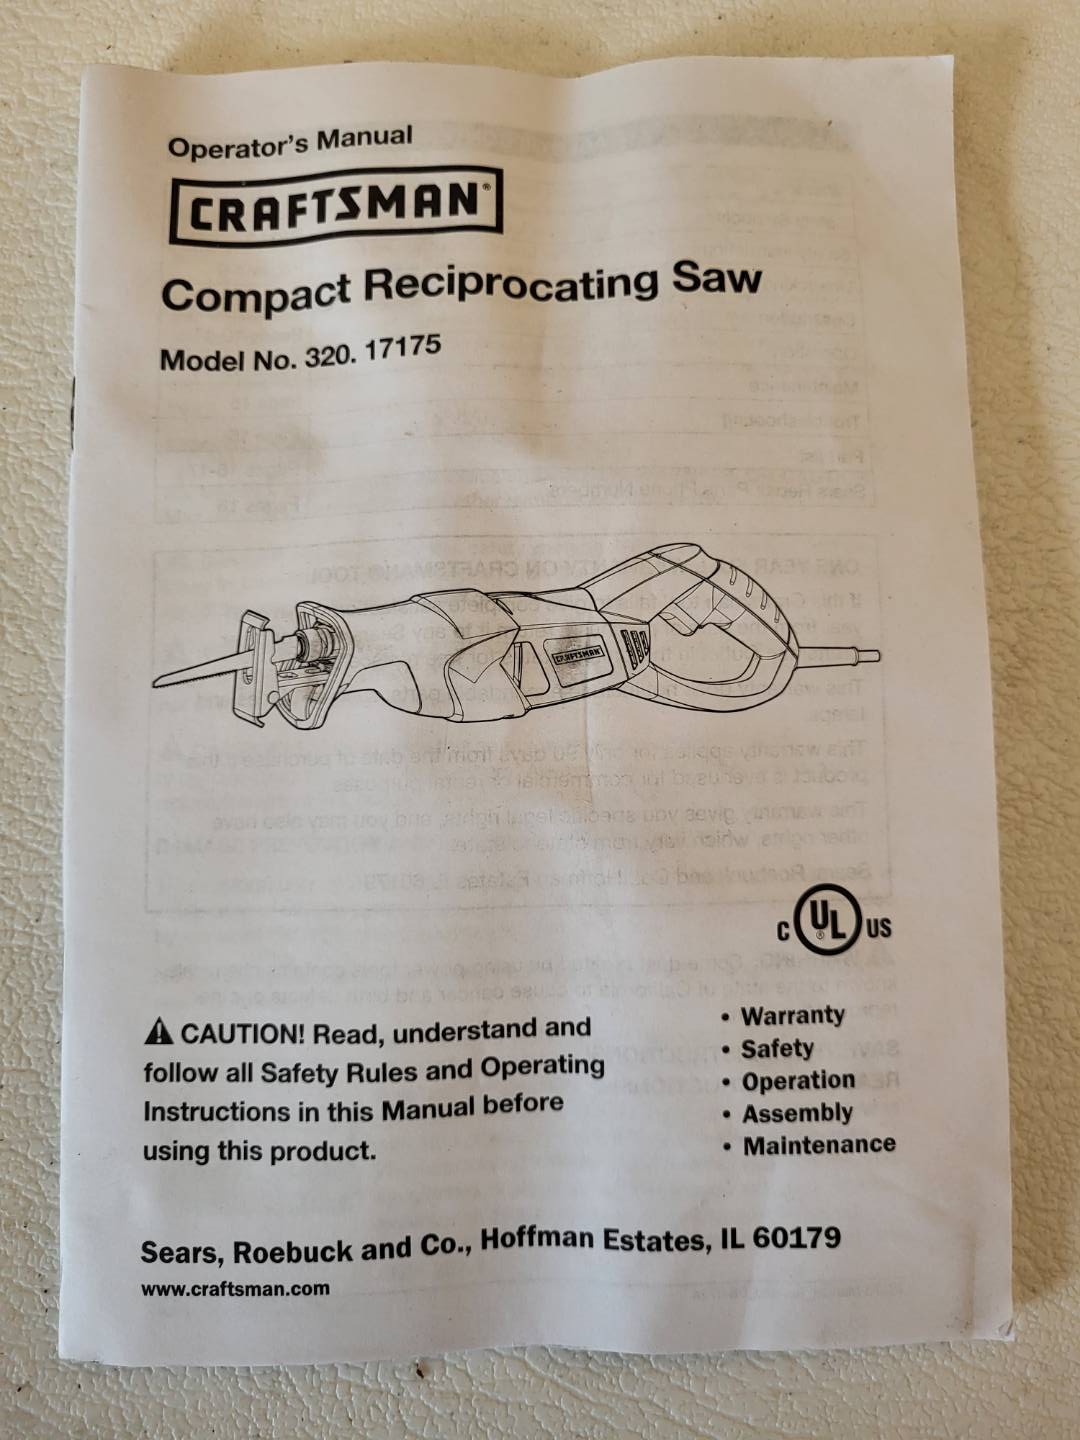 Operator's Manual
CRAFTSMAN®
Compact Reciprocating Saw
Model No. 320. 17175
CRAFTSMAN
C UL® US
⚠ CAUTION! Read, understand and
follow all Safety Rules and Operating
Instructions in this Manual before
using this product.
• Warranty
• Safety
• Operation
• Assembly
• Maintenance
Sears, Roebuck and Co., Hoffman Estates, IL 60179
www.craftsman.com